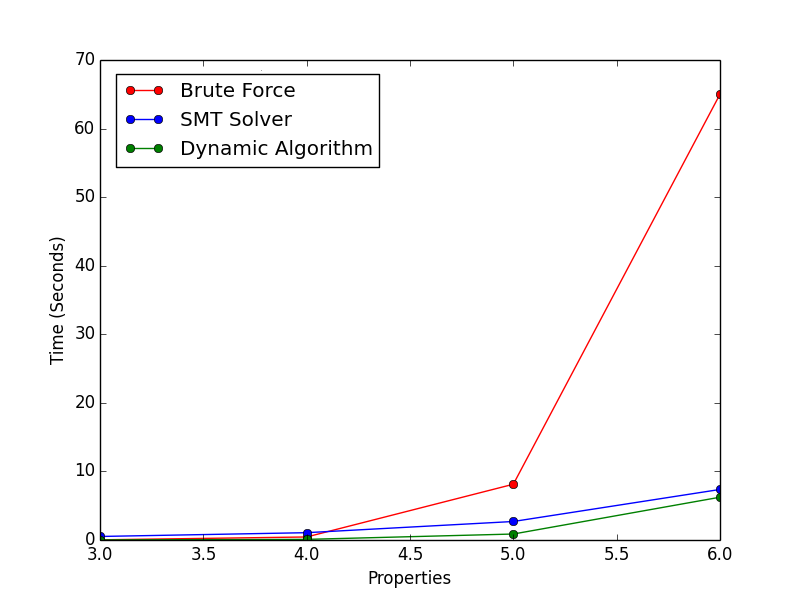 70
60
50
40
30
20
10
0
Time (Seconds)
Brute Force
SMT Solver
Dynamic Algorithm
3.0 3.5 4.0 4.5 5.0 5.5 6.0
Properties